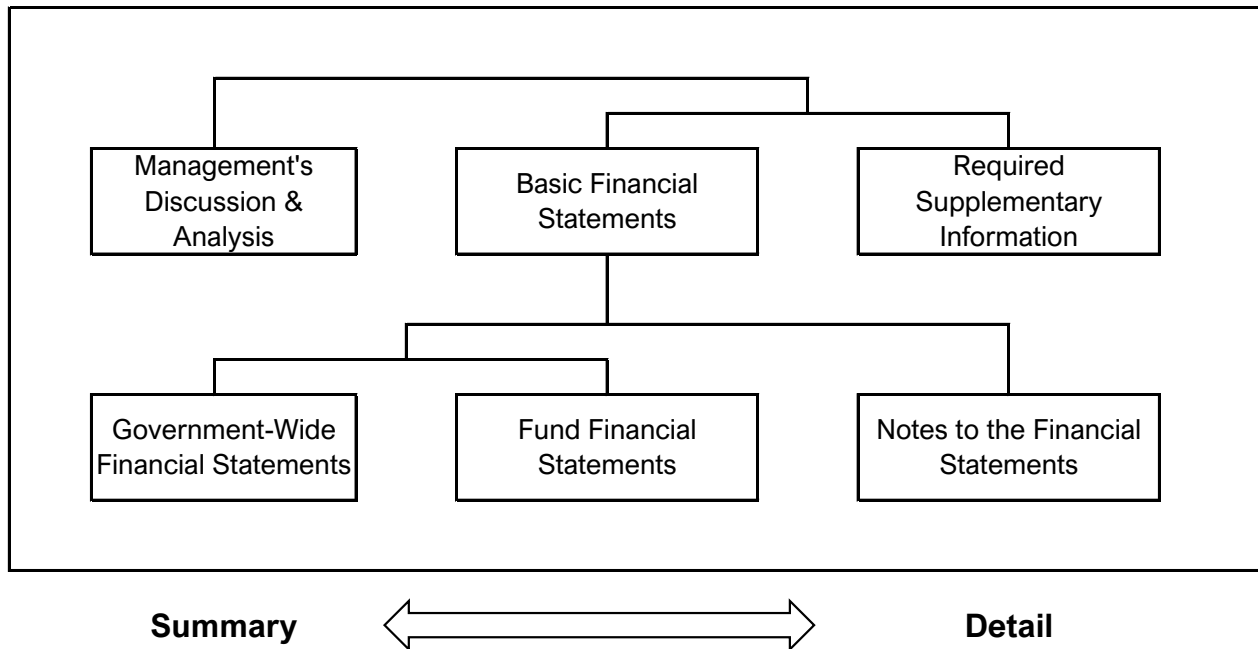 Management's
Discussion &
Analysis
Basic Financial
Statements
Required
Supplementary
Information
Government-Wide
Financial Statements
Fund Financial
Statements
Notes to the Financial
Statements
Summary
Detail